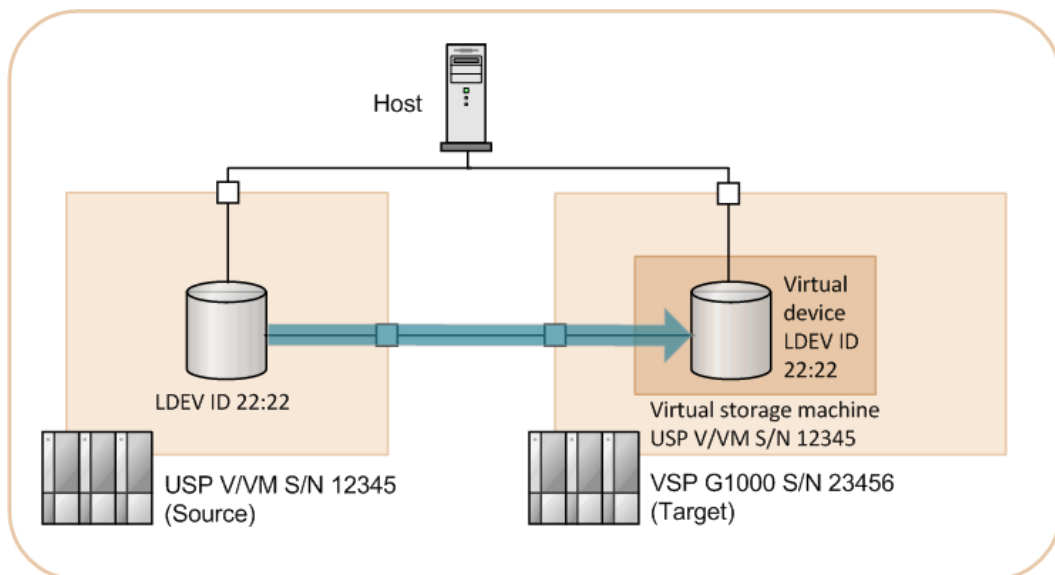 Host
LDEV ID 22:22
Virtual
device
LDEV ID
22:22
Virtual storage machine
USP V/VM S/N 12345
USP V/VM S/N 12345
(Source)
VSP G1000 S/N 23456
(Target)